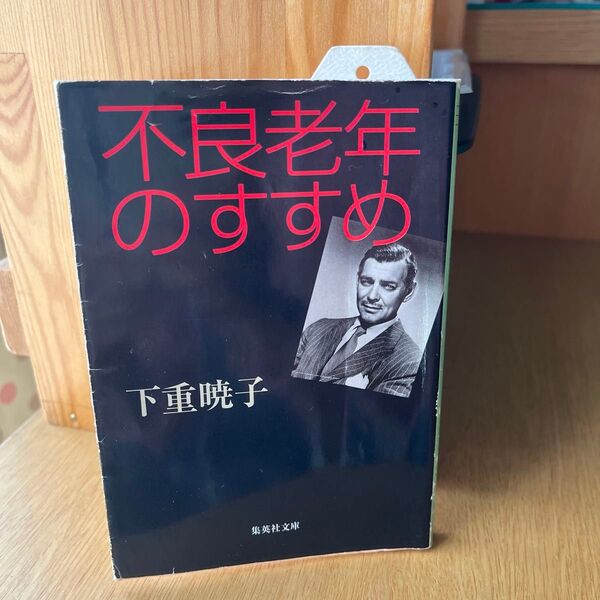 不良老年
のすすめ
下重暁子
集英社文庫